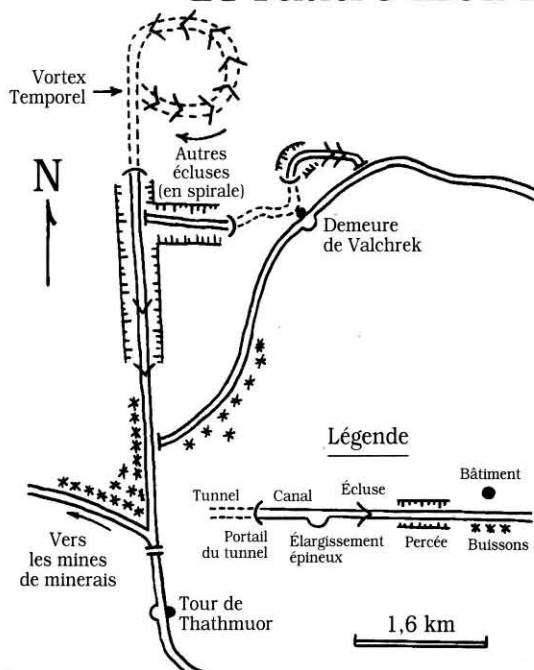 Vortex
Temporel
N
Autres
écluses
(en spirale)
Demeure
de Valchrek
Légende
Bâtiment
Tunnel
Canal
Écluse
Portail
du tunnel
Élargissement
épineux
Percée
Buissons
Vers
les mines
de minerais
Tour de
Thathmuor
1,6 km